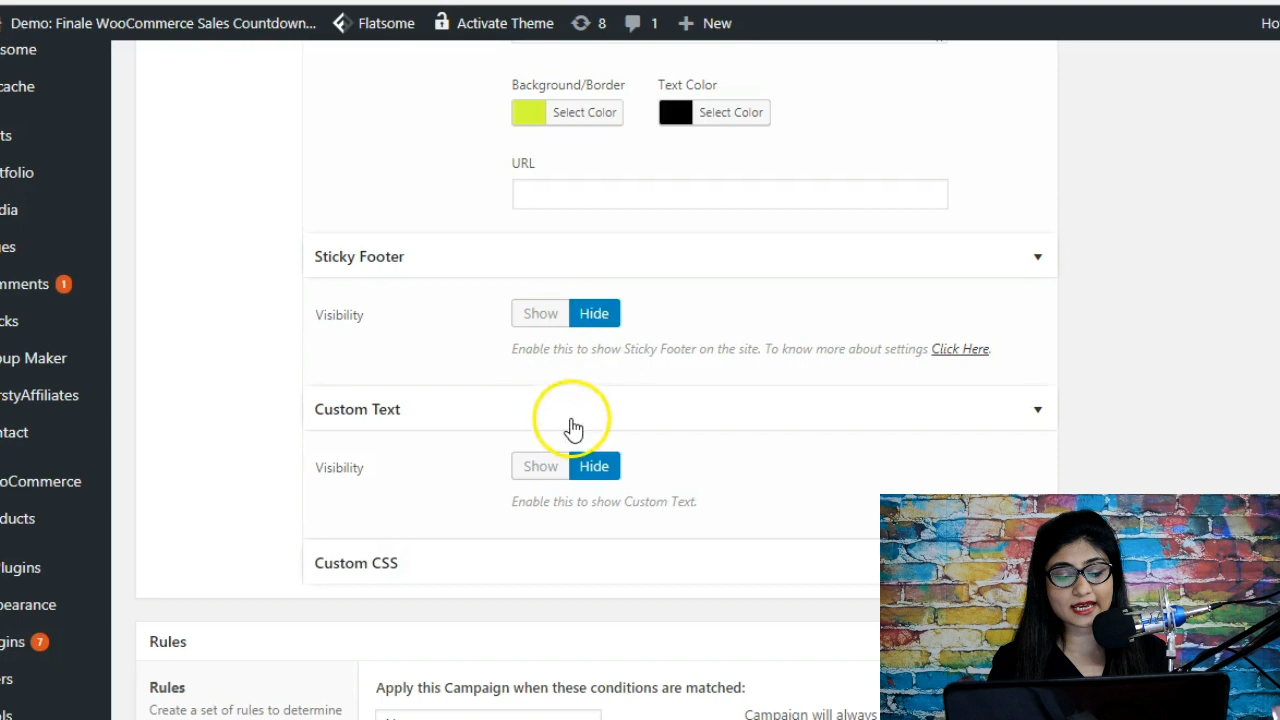 Demo: Finale WooCommerce Sales Countdown... Flatsome Activate Theme 8 1 New Ho
some
cache
ts
tfolio
dia
ges
mments 1
cks
oup Maker
rstyAffiliates
ntact
oCommerce
ducts
lugins
pearance
gins 7
ers
ols
Background/Border Text Color
Select Color Select Color
URL
Sticky Footer
Visibility Show Hide
Enable this to show Sticky Footer on the site. To know more about settings Click Here.
Custom Text
Visibility Show Hide
Enable this to show Custom Text.
Custom CSS
Rules
Rules
Create a set of rules to determine
Apply this Campaign when these conditions are matched:
Campaign will always